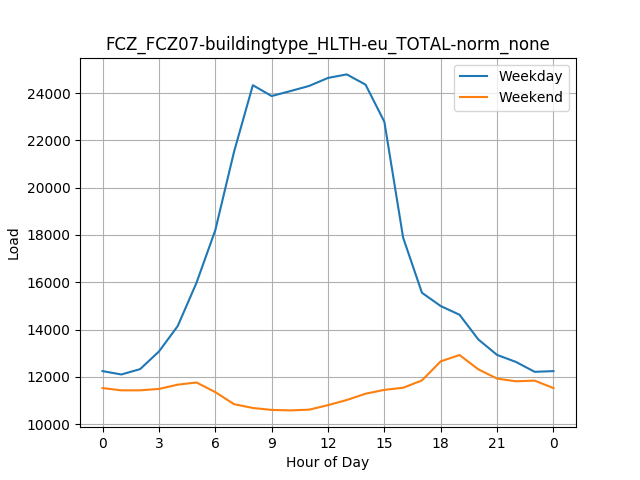 FCZ_FCZ07-buildingtype_HLTH-eu_TOTAL-norm_none
Weekday
Weekend
24000
22000
20000
18000
16000
14000
12000
10000
Load
0 3 6 9 12 15 18 21 0
Hour of Day